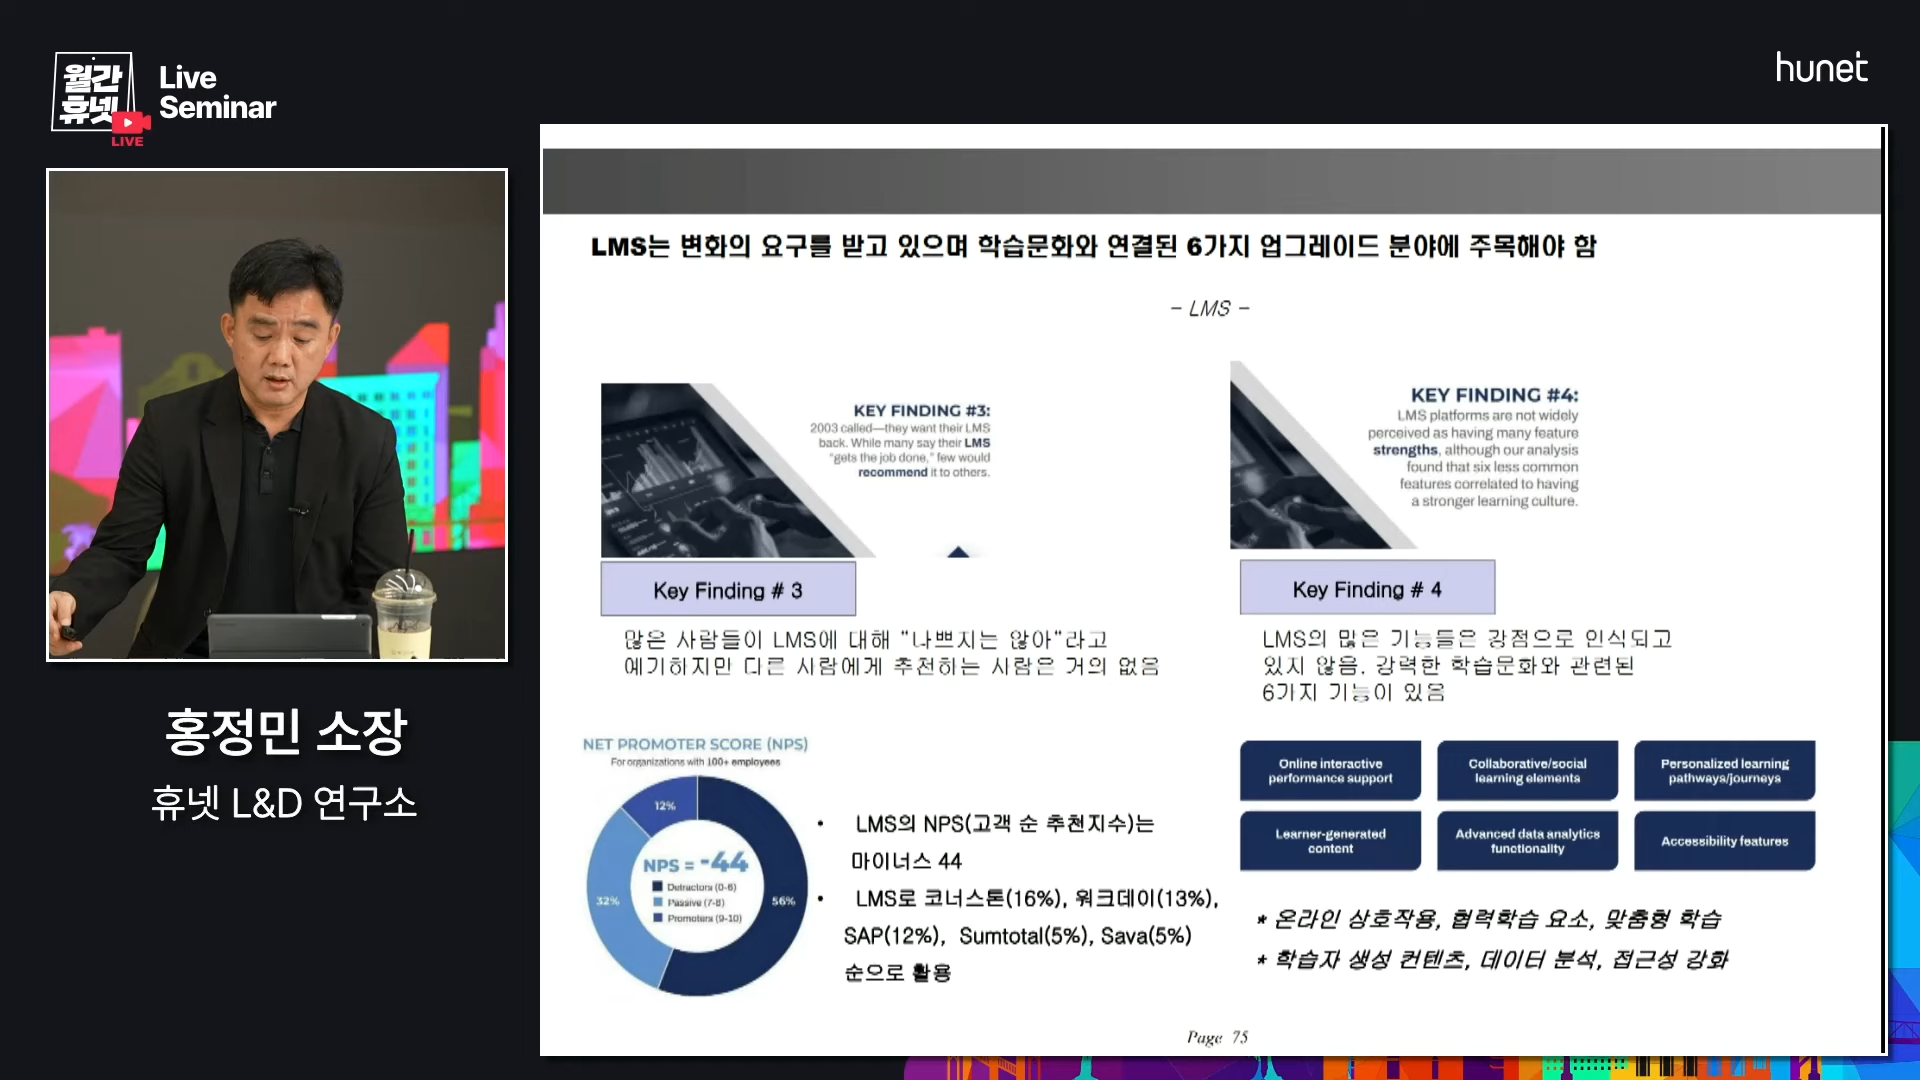 월간
휴넷
LIVE
Live
Seminar
hunet
홍정민 소장
휴넷 L&D 연구소
LMS는 변화의 요구를 받고 있으며 학습문화와 연결된 6가지 업그레이드 분야에 주목해야 함
- LMS -
KEY FINDING #3:
2003 called—they want their LMS
back. While many say their LMS
"gets the job done," few would
recommend it to others.
Key Finding # 3
많은 사람들이 LMS에 대해 "나쁘지는 않아"라고
얘기하지만 다른 사람에게 추천하는 사람은 거의 없음
NET PROMOTER SCORE (NPS)
For organizations with 100+ employees
12%
32%
56%
NPS = -44
Detractors (0-6)
Passive (7-8)
Promoters (9-10)
• LMS의 NPS(고객 순 추천지수)는
마이너스 44
• LMS로 코너스톤(16%), 워크데이(13%),
SAP(12%), Sumtotal(5%), Sava(5%)
순으로 활용
KEY FINDING #4:
LMS platforms are not widely
perceived as having many feature
strengths, although our analysis
found that six less common
features correlated to having
a stronger learning culture.
Key Finding # 4
LMS의 많은 기능들은 강점으로 인식되고
있지 않음. 강력한 학습문화와 관련된
6가지 기능이 있음
Online interactive
performance support
Collaborative/social
learning elements
Personalized learning
pathways/journeys
Learner-generated
content
Advanced data analytics
functionality
Accessibility features
* 온라인 상호작용, 협력학습 요소, 맞춤형 학습
* 학습자 생성 컨텐츠, 데이터 분석, 접근성 강화
Page 75